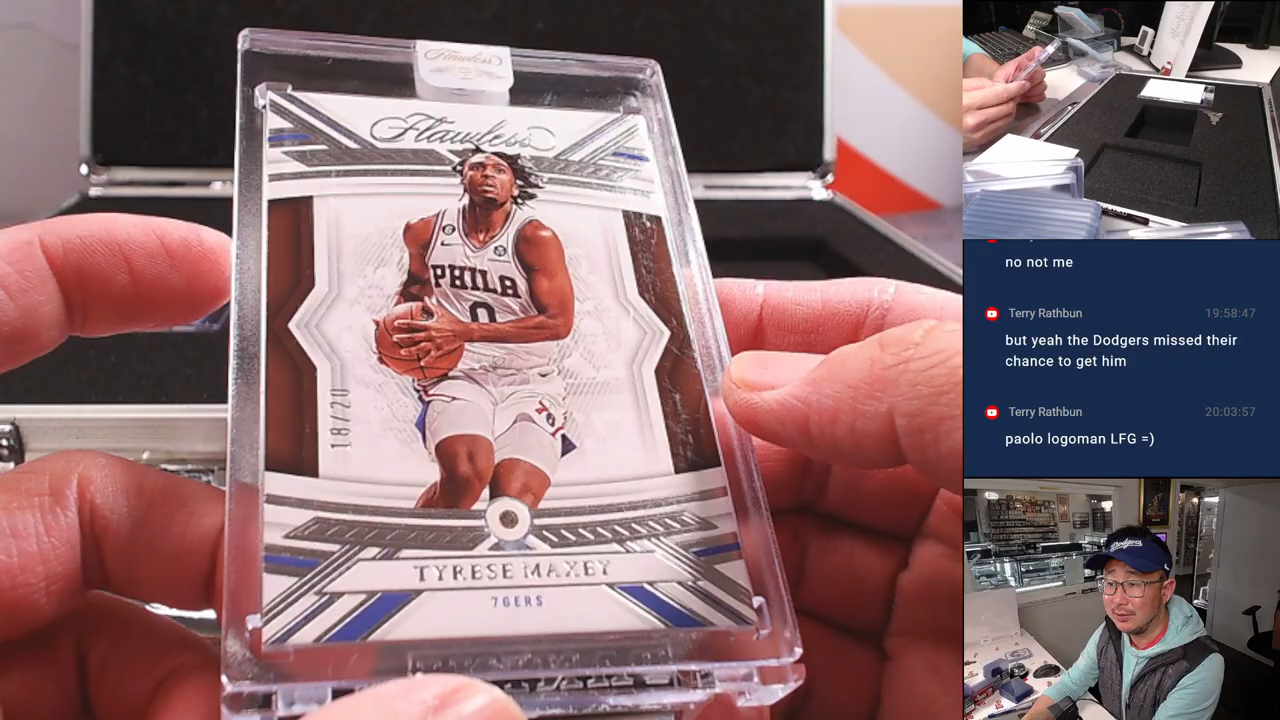 Flawless
Flawless
PHILA
0
76
18/20
TYRESE MAXEY
76ERS
no not me
Terry Rathbun 19:58:47
but yeah the Dodgers missed their
chance to get him
Terry Rathbun 20:03:57
paolo logoman LFG =)
Dodgers